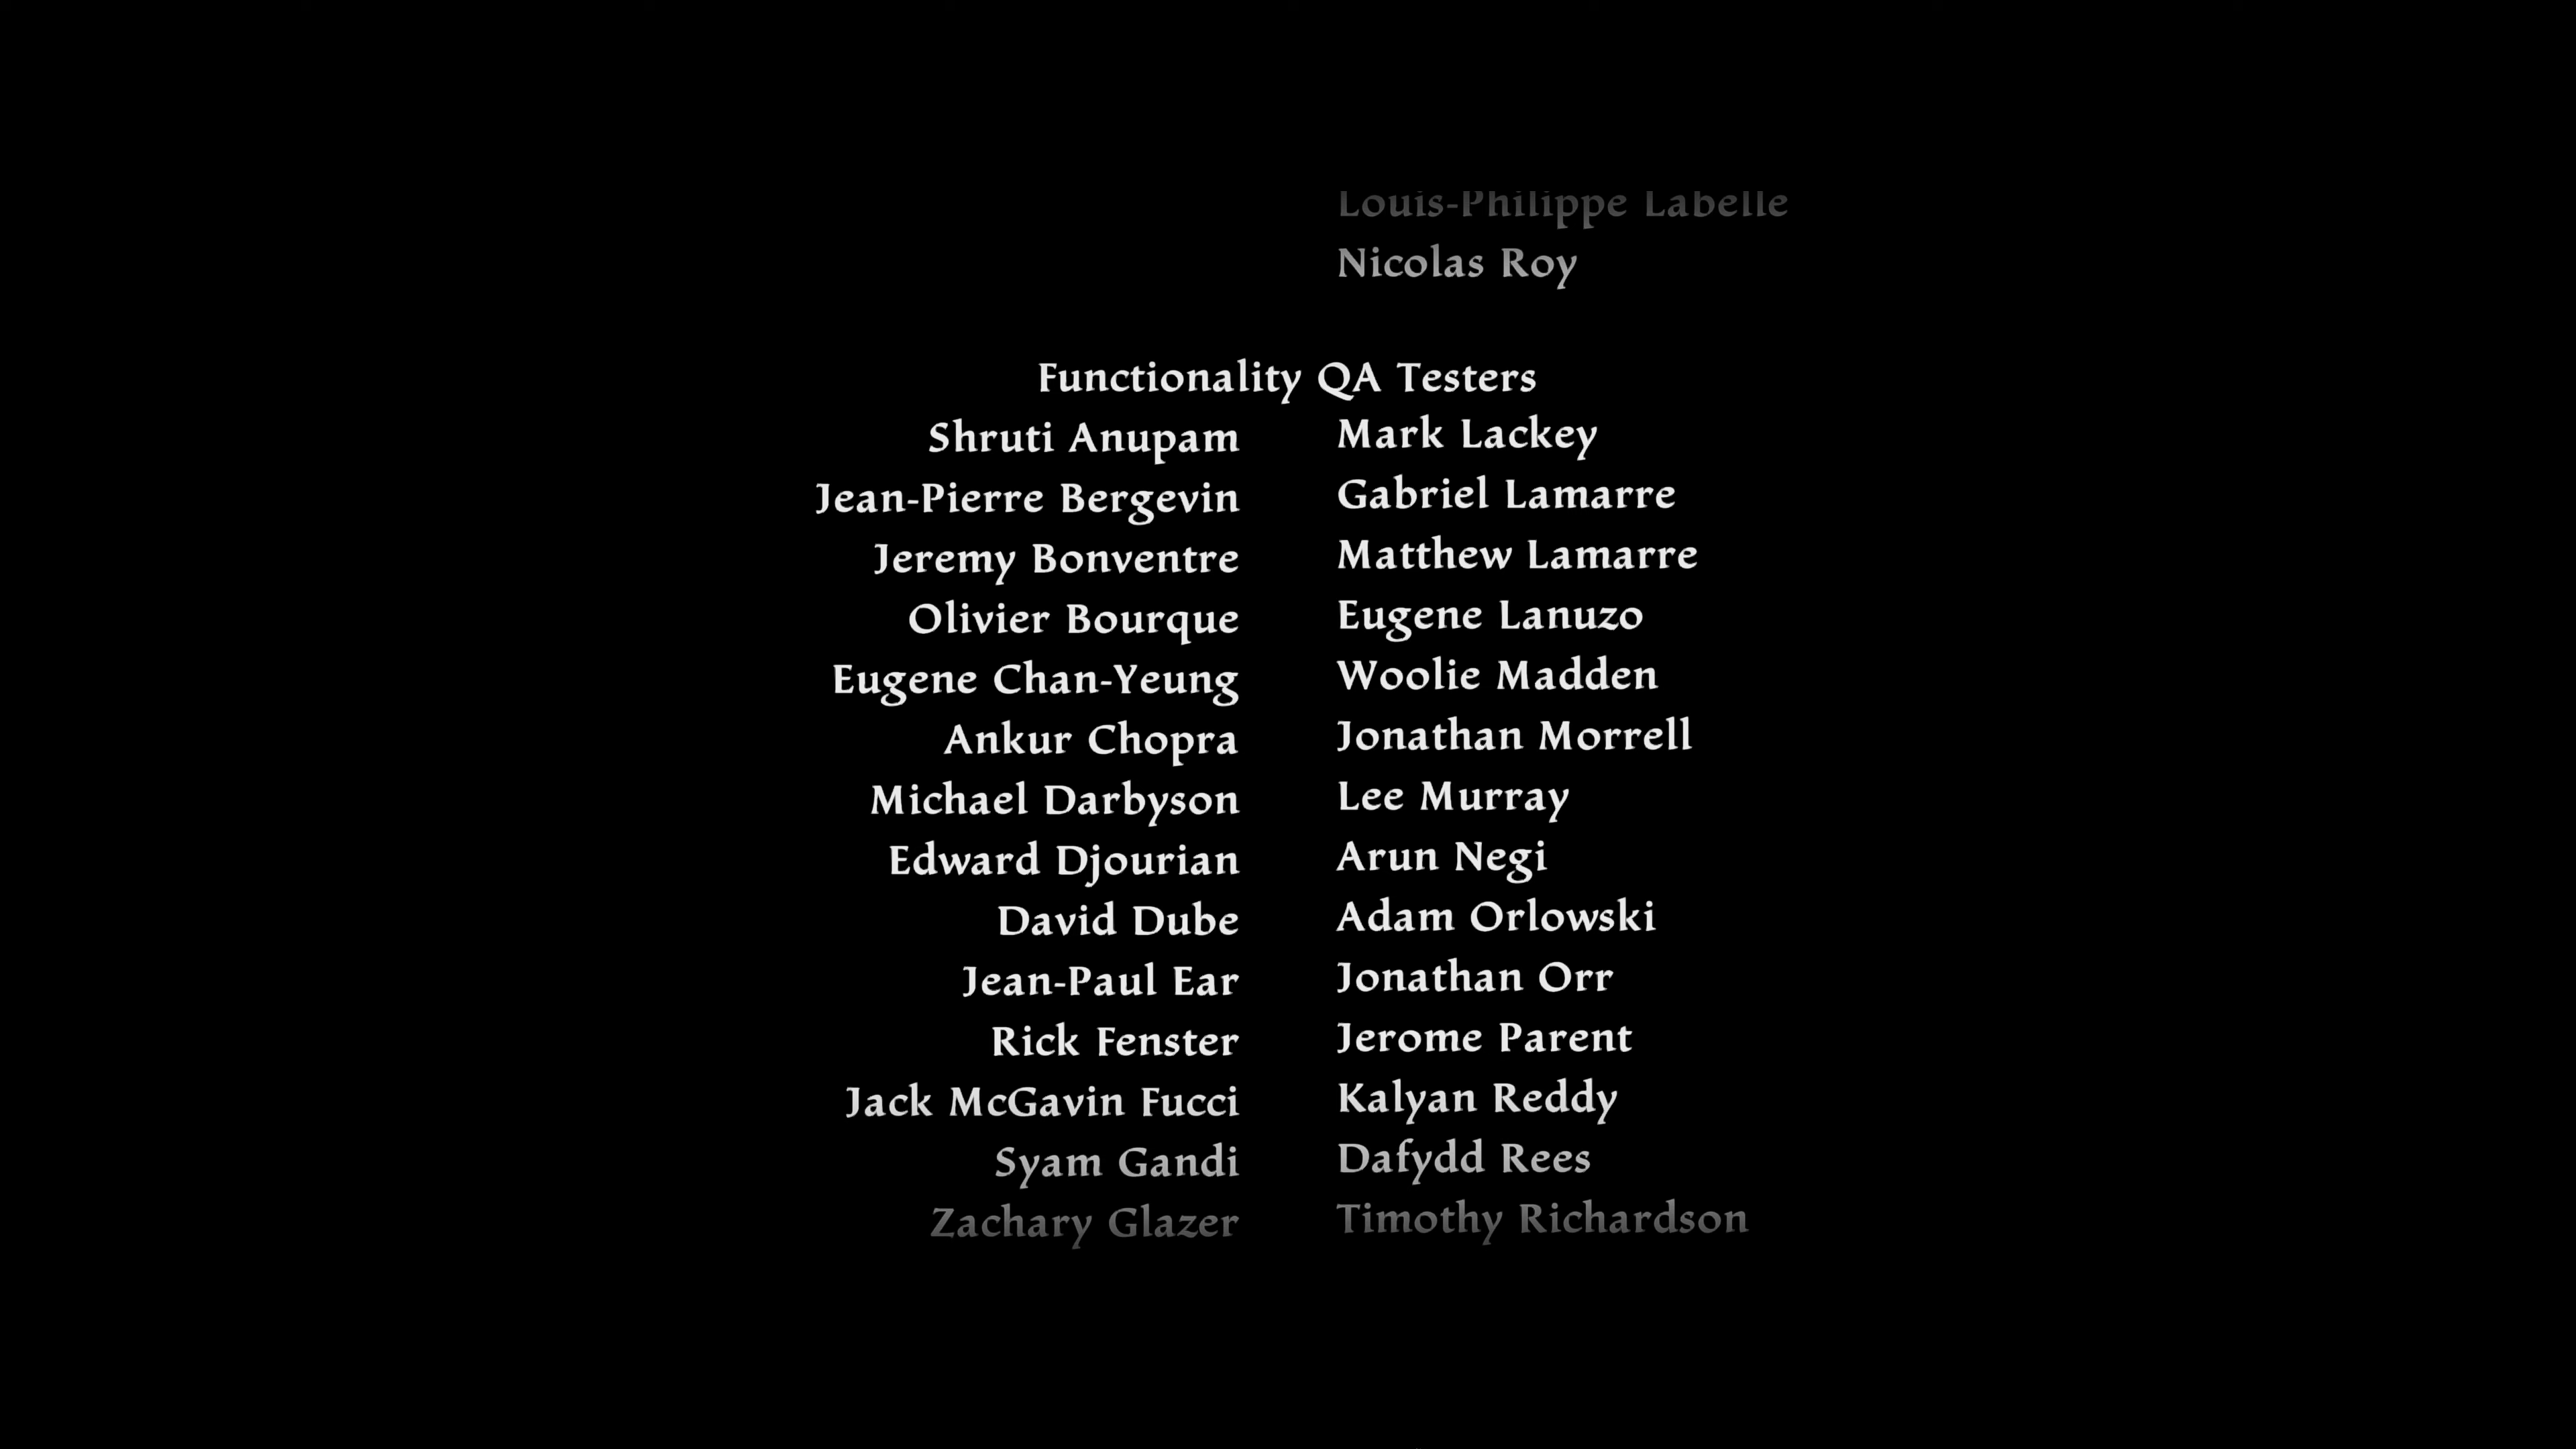 Louis-Philippe Labelle
Nicolas Roy
Functionality QA Testers
Shruti Anupam
Mark Lackey
Jean-Pierre Bergevin
Gabriel Lamarre
Jeremy Bonventre
Matthew Lamarre
Olivier Bourque
Eugene Lanuzo
Eugene Chan-Yeung
Woolie Madden
Ankur Chopra
Jonathan Morrell
Michael Darbyson
Lee Murray
Edward Djourian
Arun Negi
David Dube
Adam Orlowski
Jean-Paul Ear
Jonathan Orr
Rick Fenster
Jerome Parent
Jack McGavin Fucci
Kalyan Reddy
Syam Gandi
Dafydd Rees
Zachary Glazer
Timothy Richardson